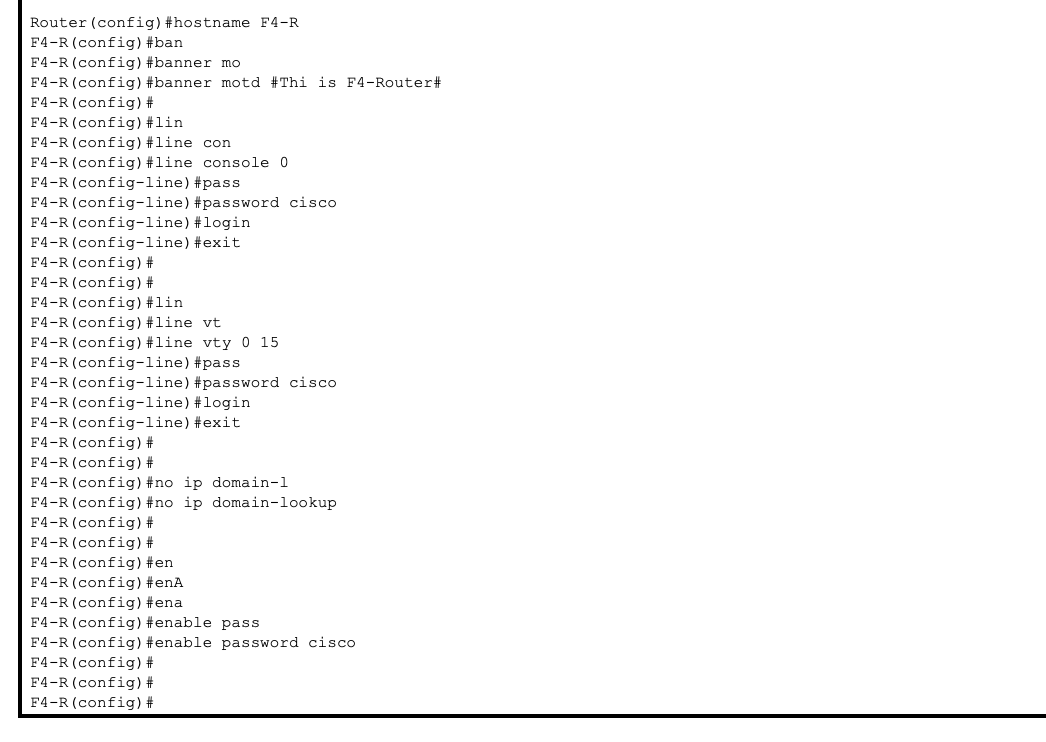 Router(config)#hostname F4-R
F4-R(config)#ban
F4-R(config)#banner mo
F4-R(config)#banner motd #Thi is F4-Router#
F4-R(config)#
F4-R(config)#lin
F4-R(config)#line con
F4-R(config)#line console 0
F4-R(config-line)#pass
F4-R(config-line)#password cisco
F4-R(config-line)#login
F4-R(config-line)#exit
F4-R(config)#
F4-R(config)#
F4-R(config)#lin
F4-R(config)#line vt
F4-R(config)#line vty 0 15
F4-R(config-line)#pass
F4-R(config-line)#password cisco
F4-R(config-line)#login
F4-R(config-line)#exit
F4-R(config)#
F4-R(config)#
F4-R(config)#no ip domain-l
F4-R(config)#no ip domain-lookup
F4-R(config)#
F4-R(config)#
F4-R(config)#en
F4-R(config)#enA
F4-R(config)#ena
F4-R(config)#enable pass
F4-R(config)#enable password cisco
F4-R(config)#
F4-R(config)#
F4-R(config)#